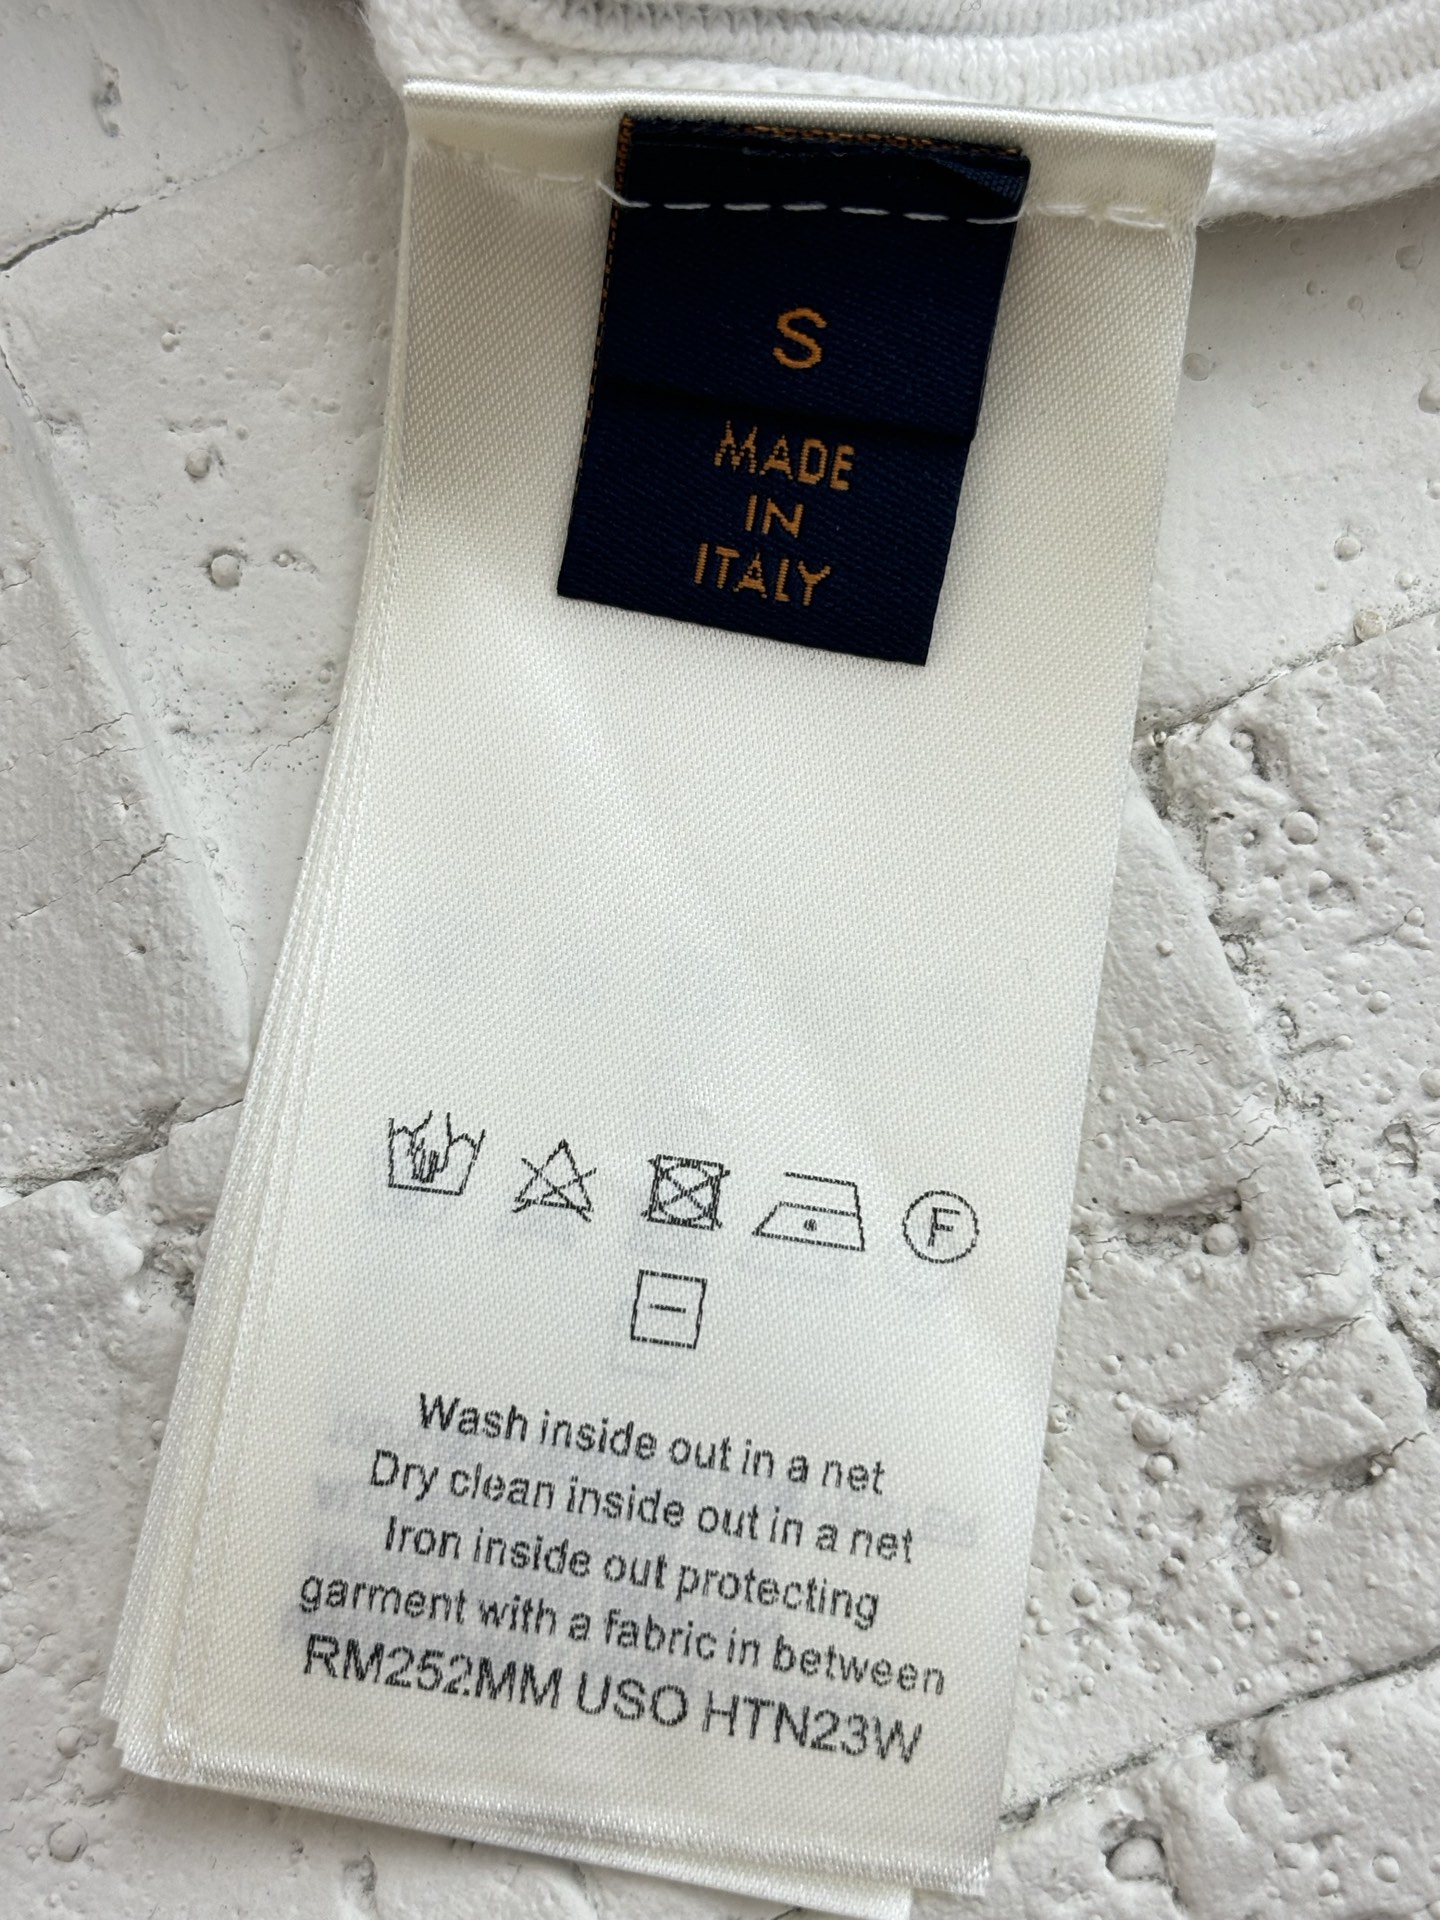 S
MADE
IN
ITALY
F
Wash inside out in a net
Dry clean inside out in a net
Iron inside out protecting
garment with a fabric in between
RM252MM USO HTN23W